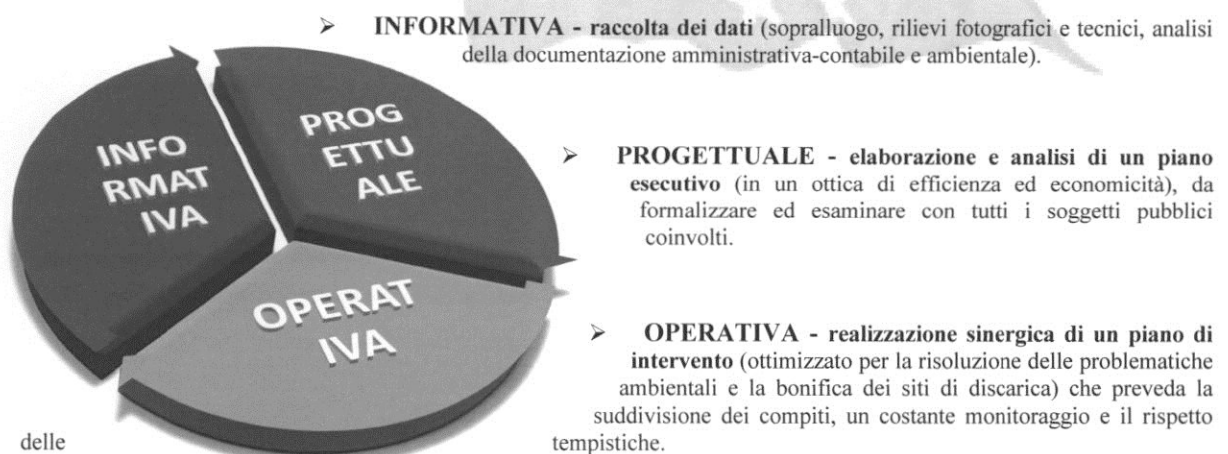 ➢ INFORMATIVA - raccolta dei dati (sopralluogo, rilievi fotografici e tecnici, analisi
della documentazione amministrativa-contabile e ambientale).
INFO
RMAT
IVA
PROG
ETTU
ALE
➢ PROGETTUALE - elaborazione e analisi di un piano
esecutivo (in un ottica di efficienza ed economicità), da
formalizzare ed esaminare con tutti i soggetti pubblici
coinvolti.
OPERAT
IVA
➢ OPERATIVA - realizzazione sinergica di un piano di
intervento (ottimizzato per la risoluzione delle problematiche
ambientali e la bonifica dei siti di discarica) che preveda la
suddivisione dei compiti, un costante monitoraggio e il rispetto
delle tempistiche.